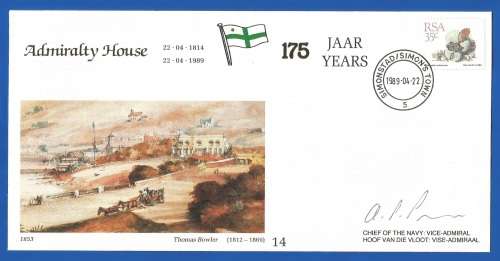 Admiralty House
22-04-1814
22-04-1989
175 JAAR
YEARS
RSA
35c
SIMONSTAD/SIMON'S TOWN
1989-04-22
5
1853 Thomas Bowler (1812 – 1869) 14
CHIEF OF THE NAVY: VICE-ADMIRAL
HOOF VAN DIE VLOOT: VISE-ADMIRAAL